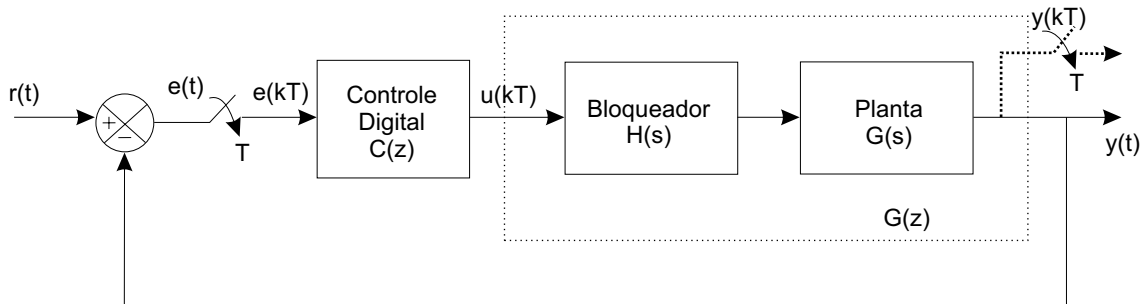 y(kT)
r(t)
e(t)
e(kT)
Controle
Digital
C(z)
u(kT)
Bloqueador
H(s)
Planta
G(s)
T
T
y(t)
+
−
G(z)